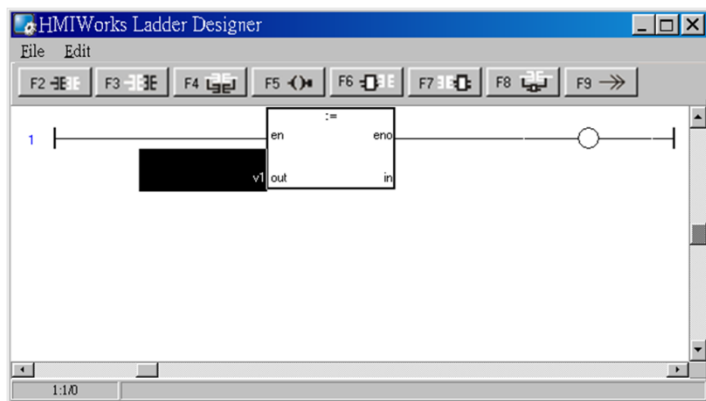 HMIWorks Ladder Designer
File Edit
F2 F3 F4 F5 F6 F7 F8 F9
:=
1
en eno
v1 out in
1:1/0